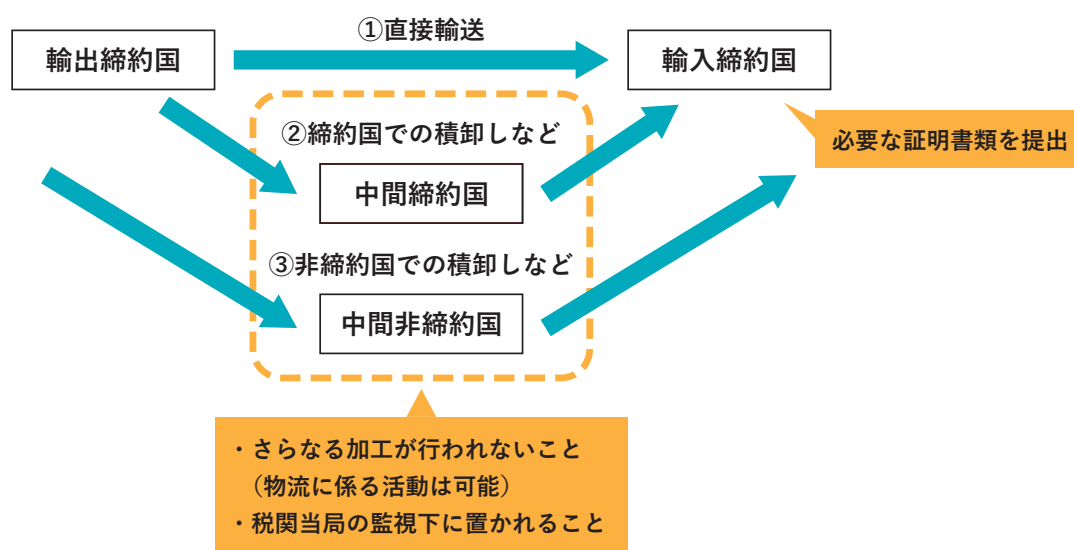 ①直接輸送
輸出締約国
輸入締約国
②締約国での積卸しなど
必要な証明書類を提出
中間締約国
③非締約国での積卸しなど
中間非締約国
・さらなる加工が行われないこと
（物流に係る活動は可能）
・税関当局の監視下に置かれること